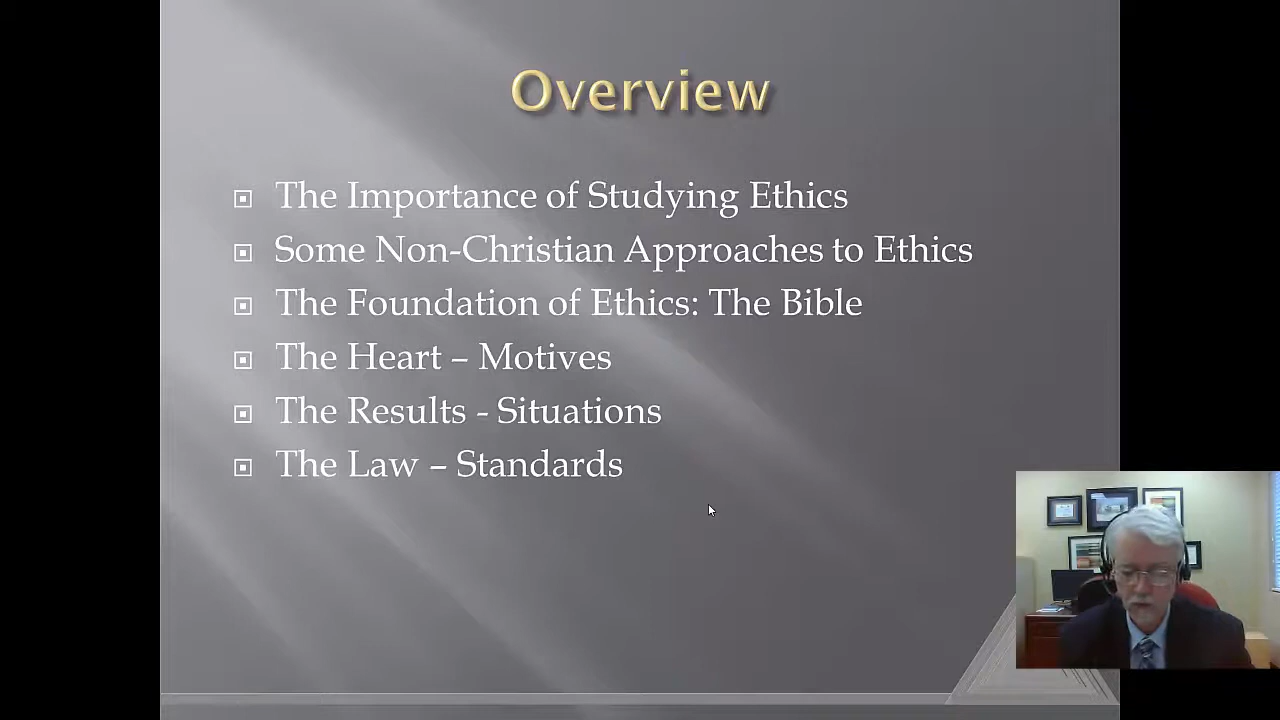 Overview
The Importance of Studying Ethics
Some Non-Christian Approaches to Ethics
The Foundation of Ethics: The Bible
The Heart – Motives
The Results - Situations
The Law – Standards